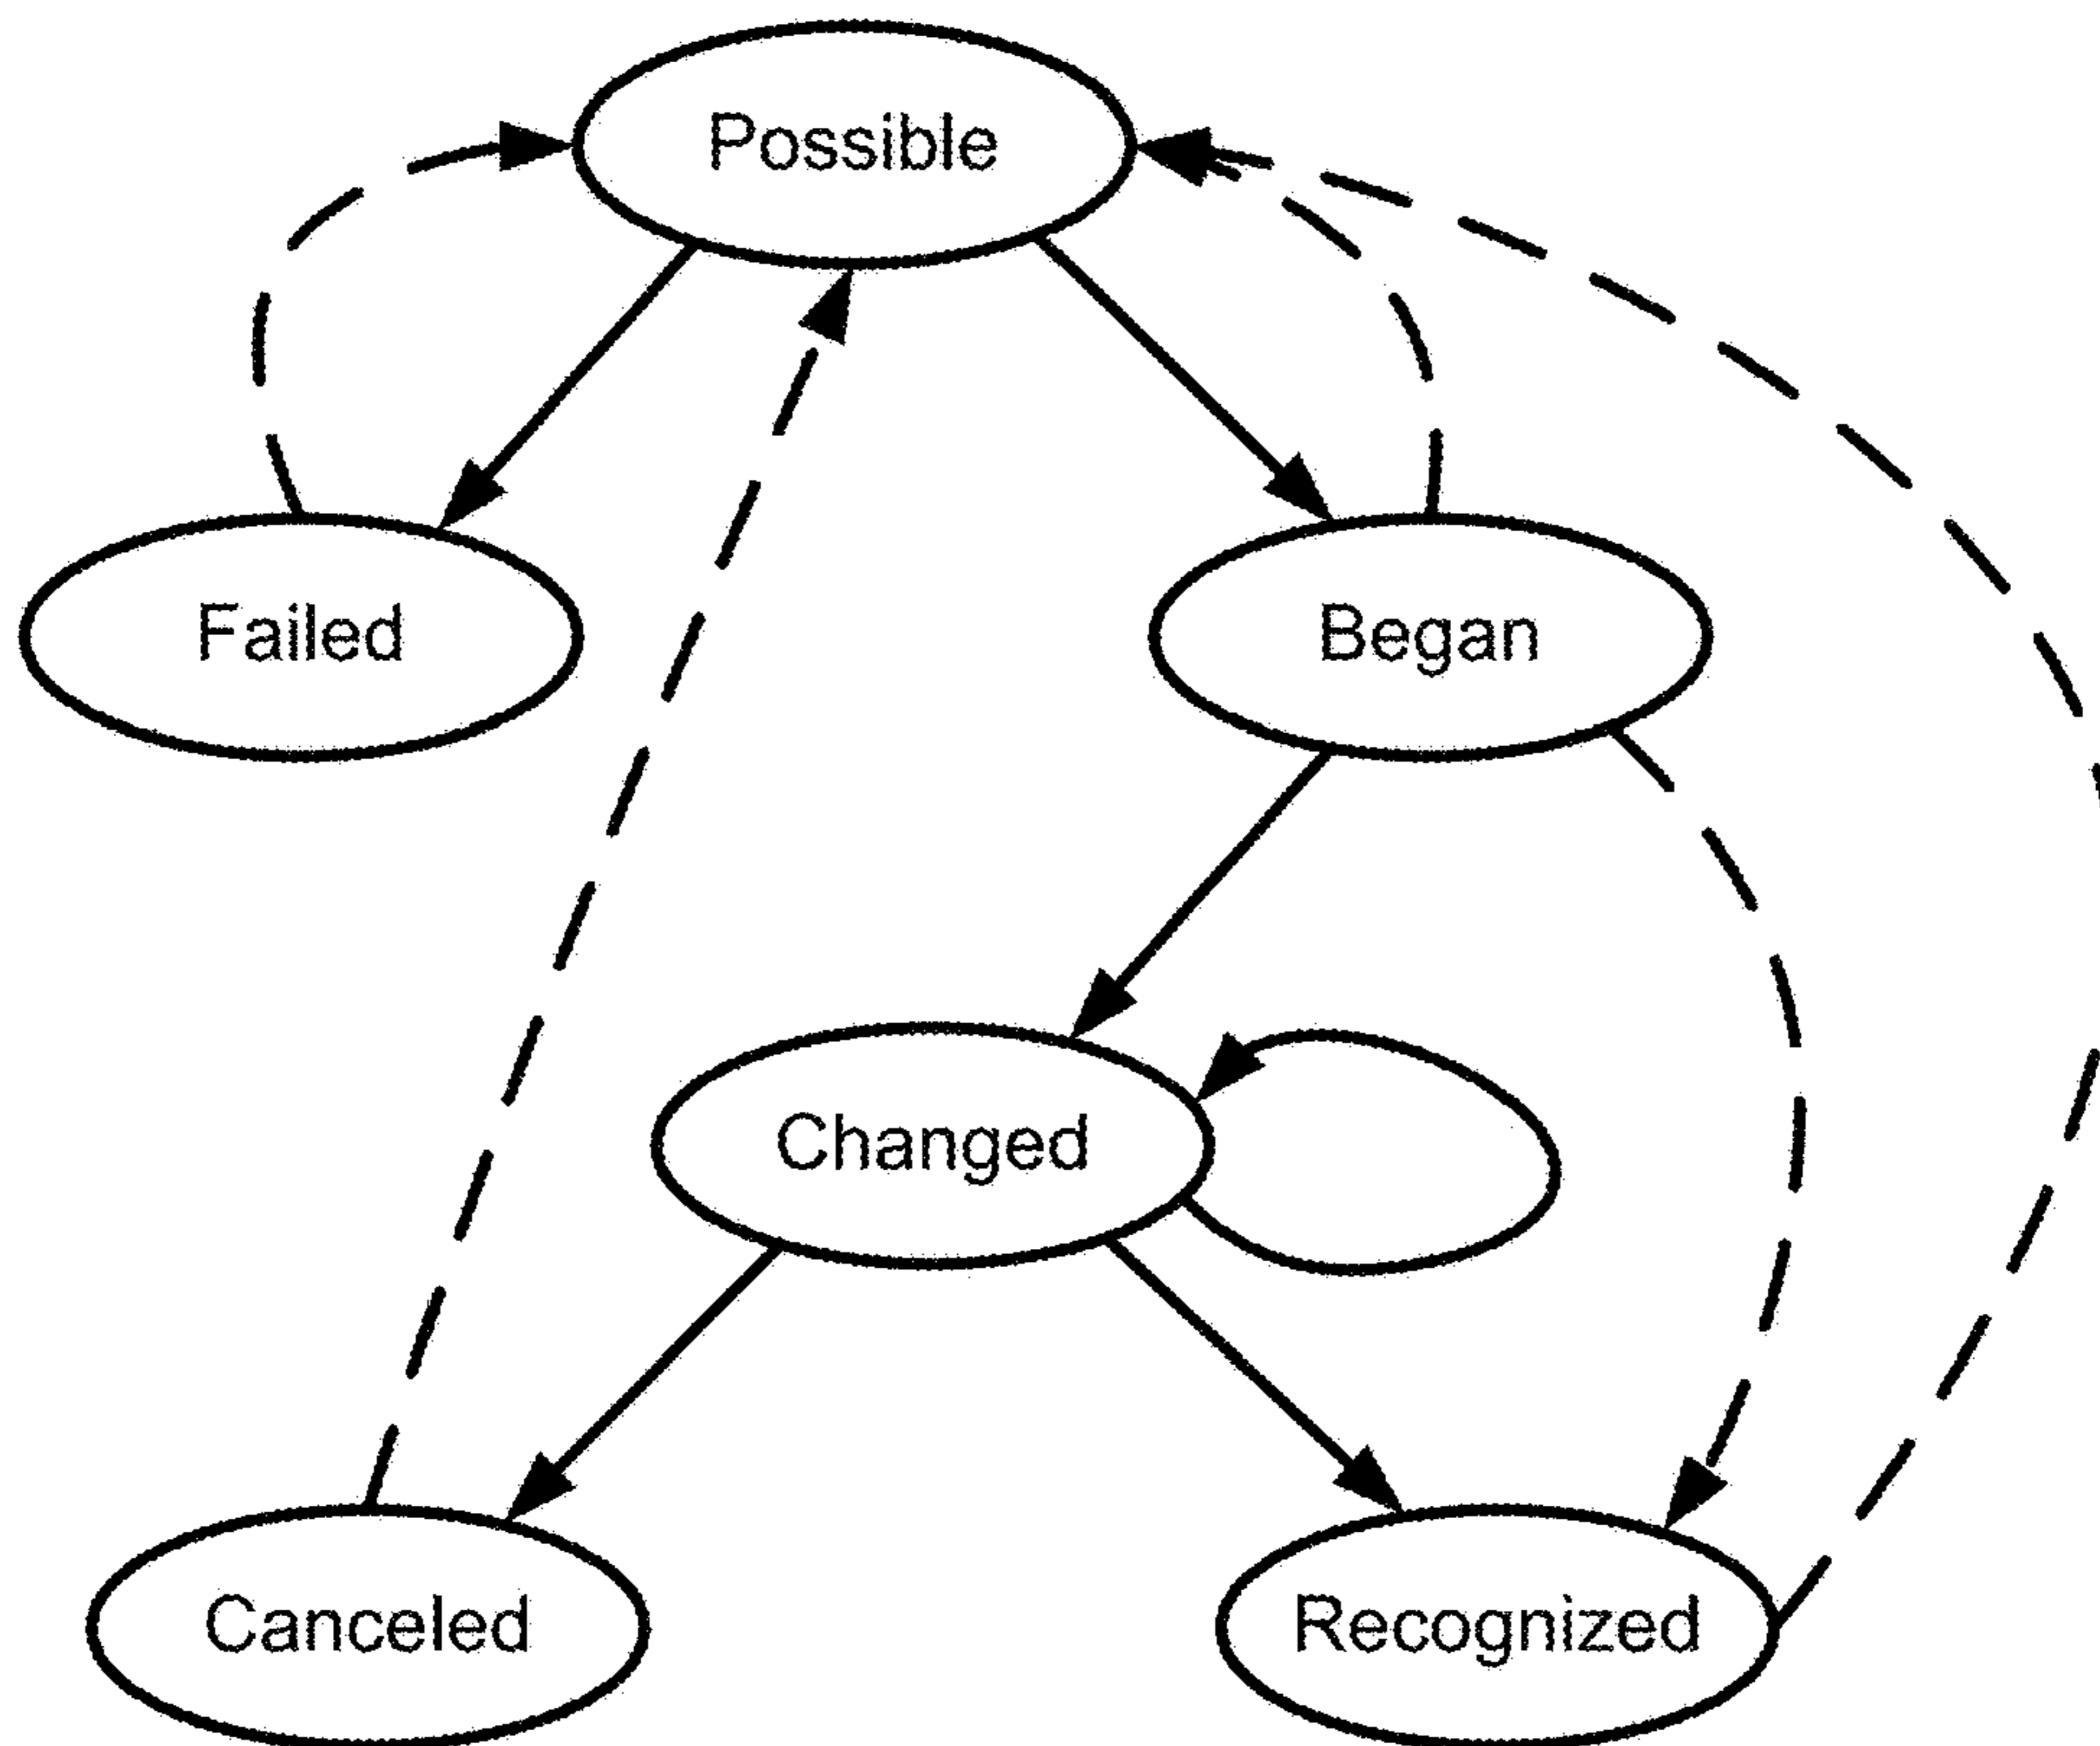 Possible
Failed
Began
Changed
Canceled
Recognized